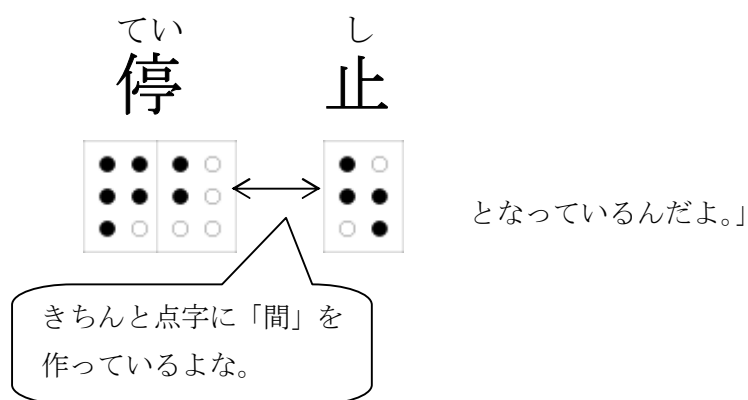 てい し
停 止
となっているんだよ。」
きちんと点字に「間」を
作っているよな。